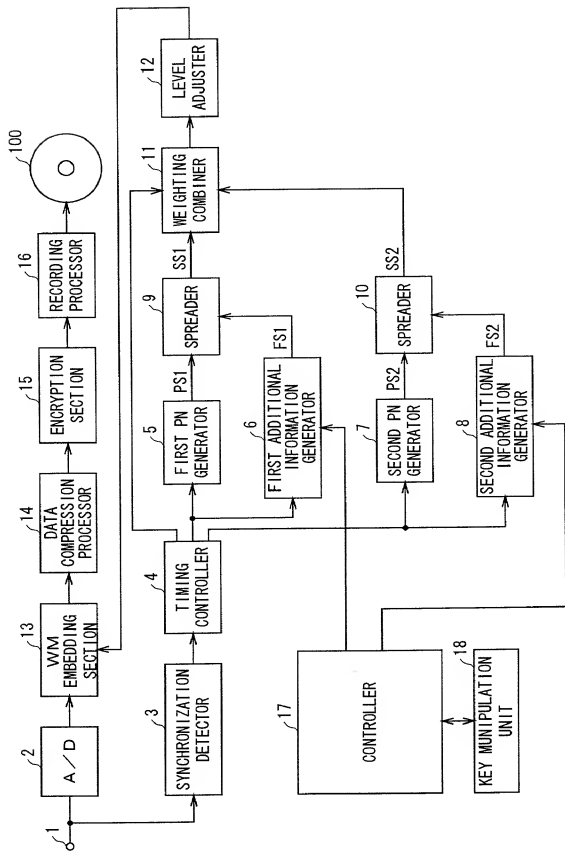 1
2
A/D
13
WM
EMBEDDING
SECTION
14
DATA
COMPRESSION
PROCESSOR
15
ENCRYPTION
SECTION
16
RECORDING
PROCESSOR
100
3
SYNCHRONIZATION
DETECTOR
4
TIMING
CONTROLLER
5
FIRST PN
GENERATOR
PS1
9
SPREADER
SS1
11
WEIGHTING
COMBINER
12
LEVEL
ADJUSTER
6
FIRST ADDITIONAL
INFORMATION
GENERATOR
FS1
7
SECOND PN
GENERATOR
PS2
10
SPREADER
SS2
8
SECOND ADDITIONAL
INFORMATION
GENERATOR
FS2
17
CONTROLLER
18
KEY MUNIPULATION
UNIT